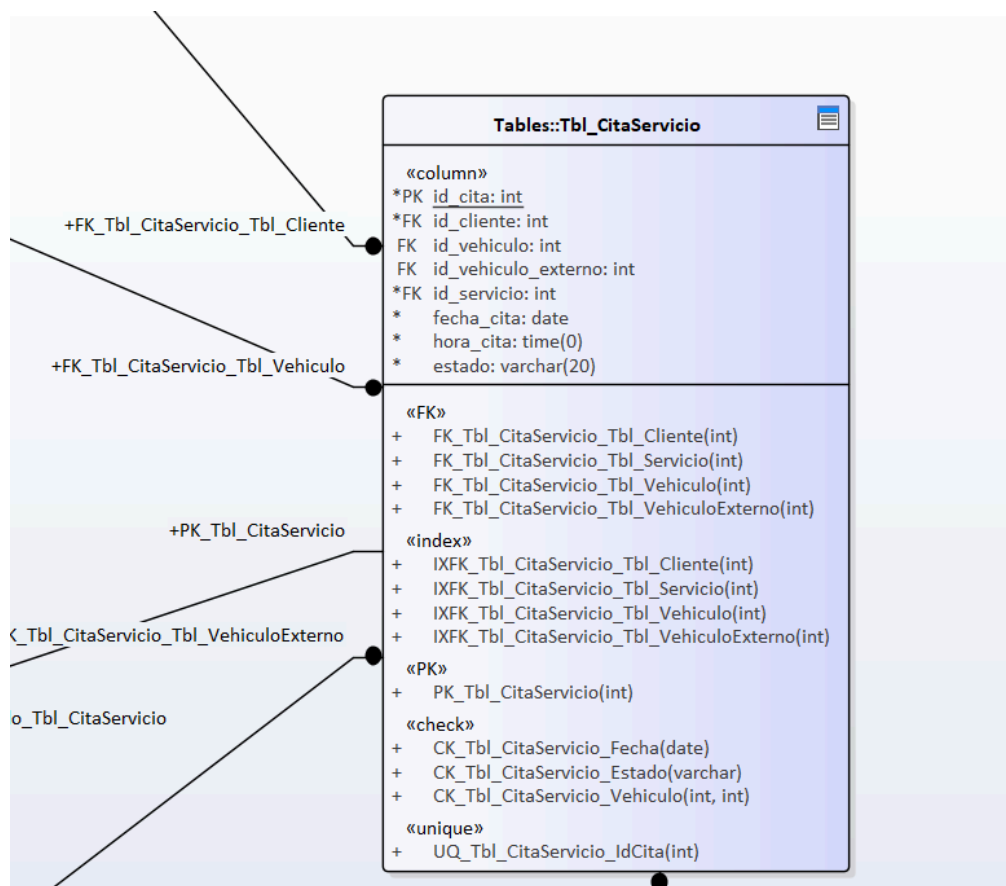 Tables::Tbl_CitaServicio
«column»
*PK id_cita: int
*FK id_cliente: int
FK id_vehiculo: int
FK id_vehiculo_externo: int
*FK id_servicio: int
* fecha_cita: date
* hora_cita: time(0)
* estado: varchar(20)
«FK»
+ FK_Tbl_CitaServicio_Tbl_Cliente(int)
+ FK_Tbl_CitaServicio_Tbl_Servicio(int)
+ FK_Tbl_CitaServicio_Tbl_Vehiculo(int)
+ FK_Tbl_CitaServicio_Tbl_VehiculoExterno(int)
«index»
+ IXFK_Tbl_CitaServicio_Tbl_Cliente(int)
+ IXFK_Tbl_CitaServicio_Tbl_Servicio(int)
+ IXFK_Tbl_CitaServicio_Tbl_Vehiculo(int)
+ IXFK_Tbl_CitaServicio_Tbl_VehiculoExterno(int)
«PK»
+ PK_Tbl_CitaServicio(int)
«check»
+ CK_Tbl_CitaServicio_Fecha(date)
+ CK_Tbl_CitaServicio_Estado(varchar)
+ CK_Tbl_CitaServicio_Vehiculo(int, int)
«unique»
+ UQ_Tbl_CitaServicio_IdCita(int)
+FK_Tbl_CitaServicio_Tbl_Cliente
+FK_Tbl_CitaServicio_Tbl_Vehiculo
+PK_Tbl_CitaServicio
K_Tbl_CitaServicio_Tbl_VehiculoExterno
o_Tbl_CitaServicio